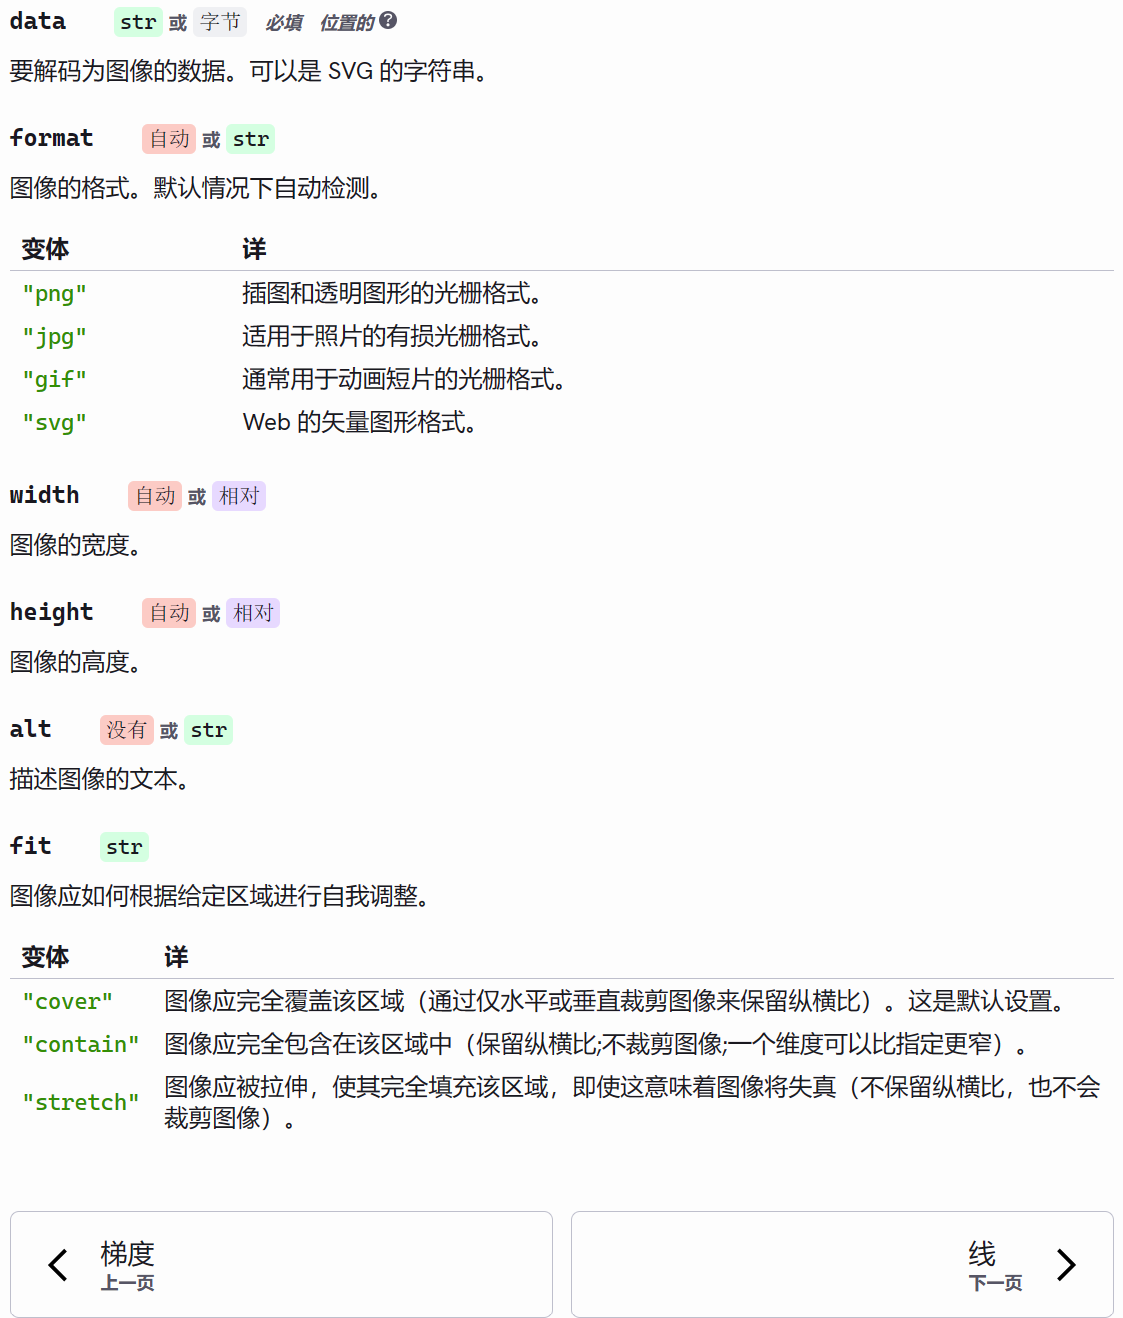 data str 或 字节 必填 位置的 ?
要解码为图像的数据。可以是 SVG 的字符串。
format 自动 或 str
图像的格式。默认情况下自动检测。
变体 详
"png" 插图和透明图形的光栅格式。
"jpg" 适用于照片的有损光栅格式。
"gif" 通常用于动画短片的光栅格式。
"svg" Web 的矢量图形格式。
width 自动 或 相对
图像的宽度。
height 自动 或 相对
图像的高度。
alt 没有 或 str
描述图像的文本。
fit str
图像应如何根据给定区域进行自我调整。
变体 详
"cover" 图像应完全覆盖该区域（通过仅水平或垂直裁剪图像来保留纵横比）。这是默认设置。
"contain" 图像应完全包含在该区域中（保留纵横比;不裁剪图像;一个维度可以比指定更窄）。
"stretch" 图像应被拉伸，使其完全填充该区域，即使这意味着图像将失真（不保留纵横比，也不会
裁剪图像）。
梯度
上一页
线
下一页